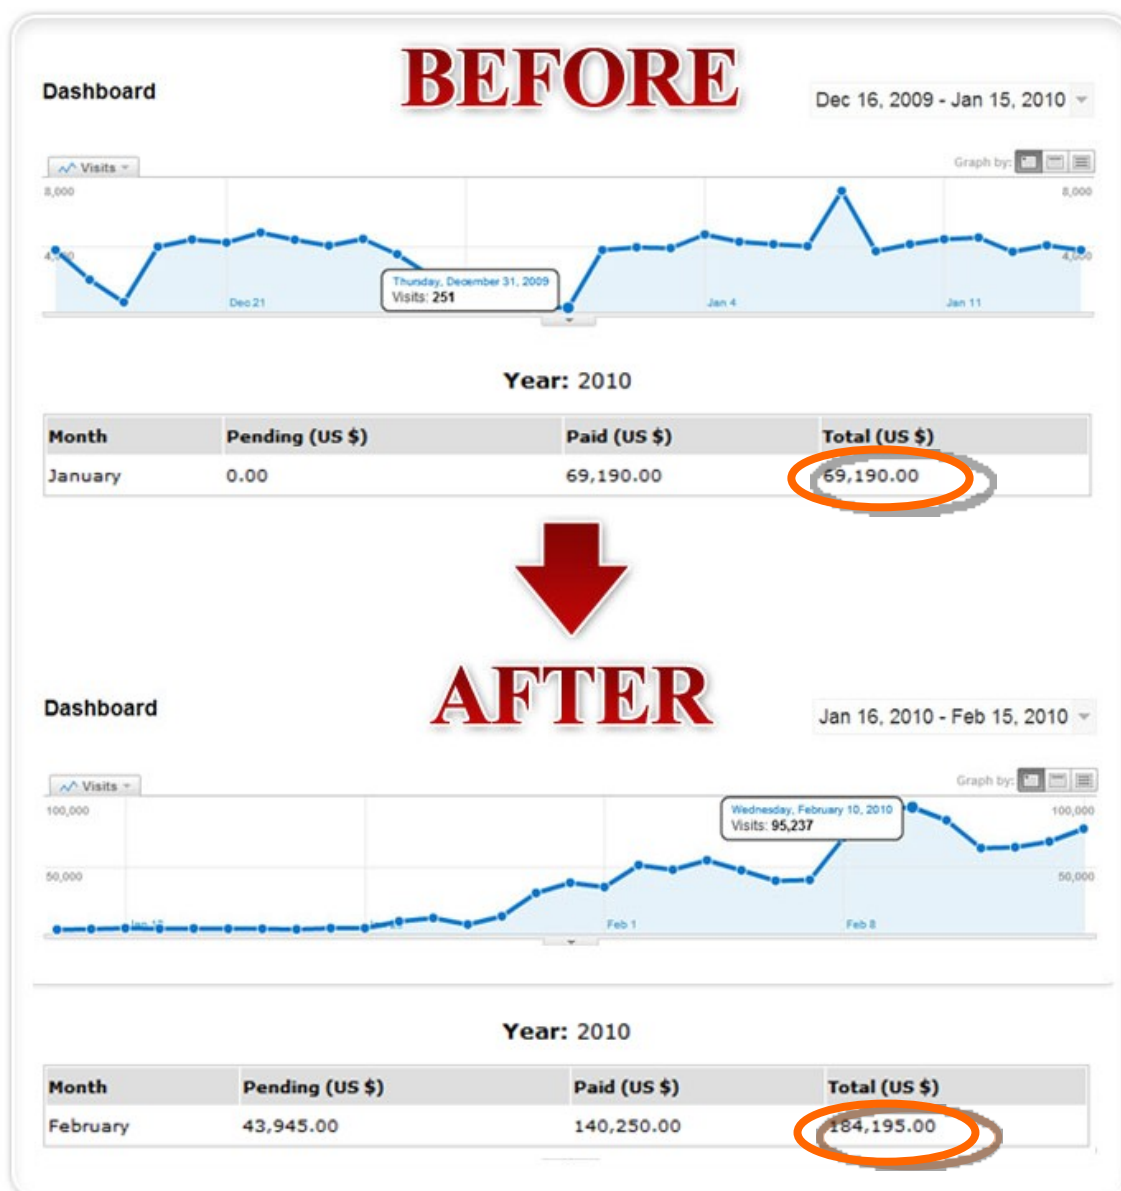 BEFORE
Dashboard
Dec 16, 2009 - Jan 15, 2010
Visits
Graph by:
8,000 8,000
4,000 4,000
Thursday, December 31, 2009
Visits: 251
Dec 21 Jan 4 Jan 11
Year: 2010
Month Pending (US $) Paid (US $) Total (US $)
January 0.00 69,190.00 69,190.00
AFTER
Dashboard
Jan 16, 2010 - Feb 15, 2010
Visits
Graph by:
100,000 100,000
Wednesday, February 10, 2010
Visits: 95,237
50,000 50,000
Feb 1 Feb 8
Year: 2010
Month Pending (US $) Paid (US $) Total (US $)
February 43,945.00 140,250.00 184,195.00